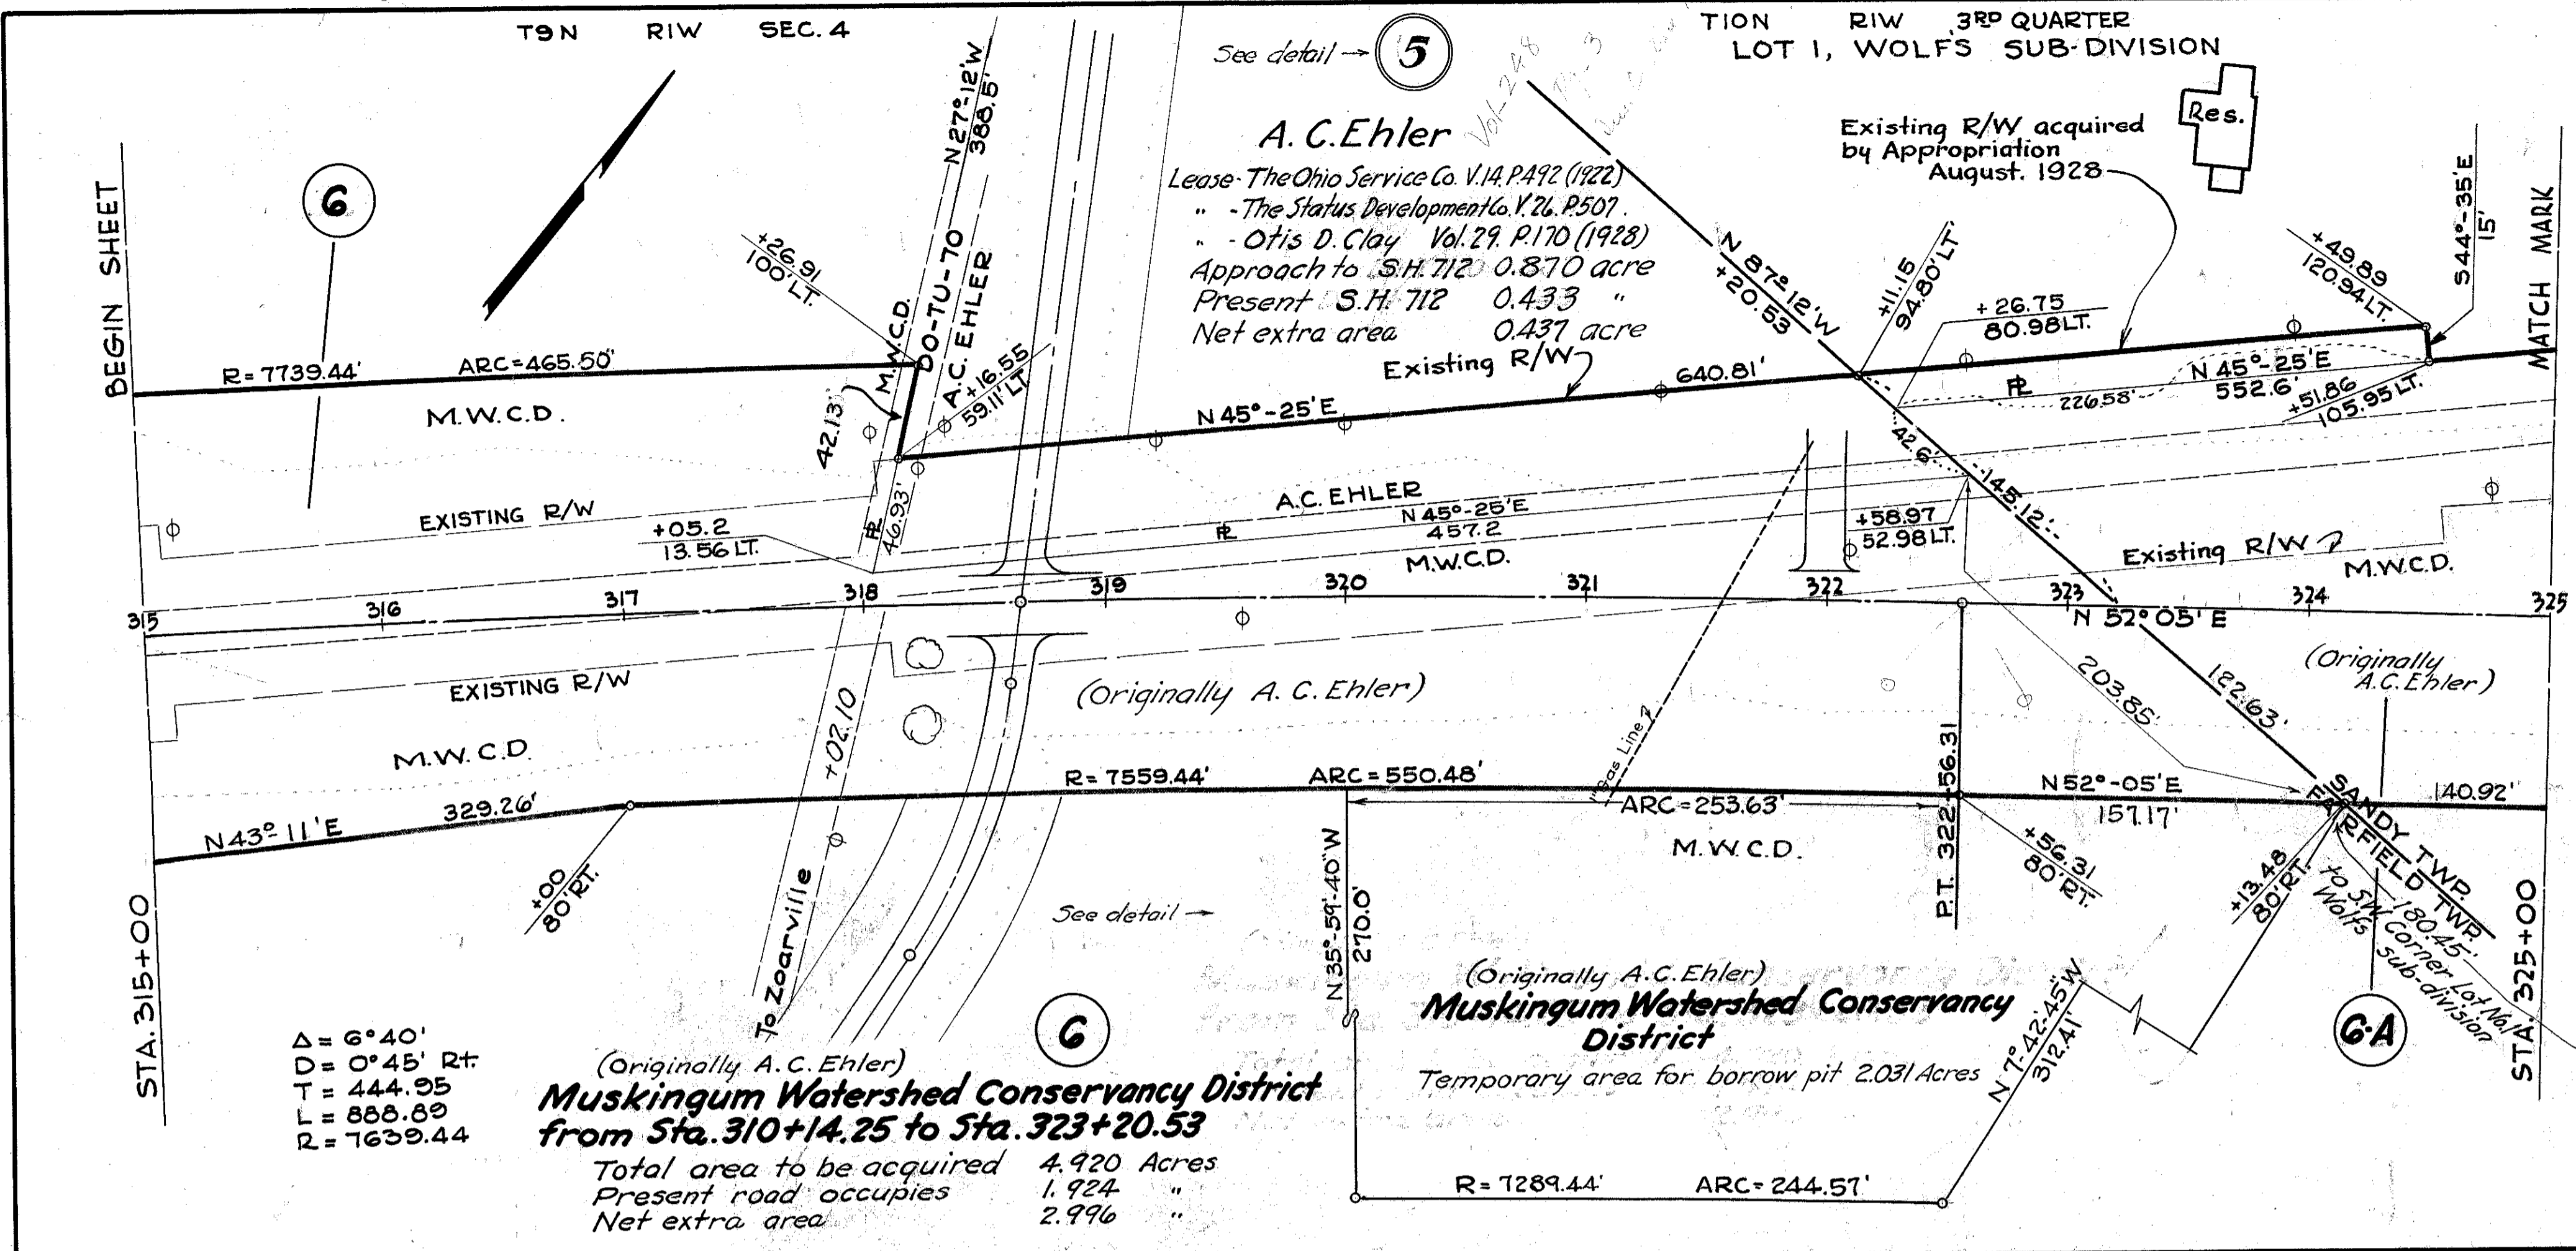 T9N R1W SEC. 4
TION R1W 3RD QUARTER
LOT 1, WOLF'S SUB-DIVISION
See detail →
5
Vol-248
A. C. Ehler
Lease - The Ohio Service Co. V.14. P.492 (1922)
" - The Status Development Co. V. 26. P.507.
" - Otis D. Clay Vol. 29. P.170 (1928)
Approach to S.H. 712 0.870 acre
Present S.H. 712 0.433 "
Net extra area 0.437 acre
Existing R/W
Existing R/W acquired
by Appropriation
August. 1928
Res.
BEGIN SHEET
6
N27°-12'W
388.5'
+26.91
100' LT.
M.W.C.D.
DO-TU-70
A.C. EHLER
+16.55
59.11' LT.
42.13'
R= 7739.44' ARC=465.50'
M.W.C.D.
N 87°12'W
+20.53
+11.15
94.80' LT.
+26.75
80.98 LT.
+49.89
120.94 LT.
S44°-35'E
15'
MATCH MARK
N 45°-25'E
640.81'
℞
226.58'
N 45°-25'E
552.6'
+51.86
105.95 LT.
42.6'
145.12'
EXISTING R/W
+05.2
13.56 LT.
46.93'
A.C. EHLER
N45°-25'E
457.2
M.W.C.D.
+58.97
52.98 LT.
Existing R/W
M.W.C.D.
315 316 317 318 319 320 321 322 323 324 325
N 52°05' E
EXISTING R/W
M.W.C.D.
(Originally A. C. Ehler)
(Originally
A.C. Ehler)
203.85'
122.63'
+02.10
To Zoarville
1" Gas Line
N43°11'E 329.26'
+00
80' RT.
R= 7559.44' ARC=550.48'
ARC=253.63'
M.W.C.D.
P.T. 322+56.31
N52°-05'E
157.17'
140.92'
+56.31
80' RT.
+13.48
80' RT.
SANDY TWP.
FAIRFIELD TWP.
180.45'
to S.W. Corner Lot No.1
Wolfs sub-division
STA. 315+00
STA. 325+00
See detail →
N 35°-59'-40"W
270.0'
6
6-A
(Originally A.C. Ehler)
Muskingum Watershed Conservancy
District
Temporary area for borrow pit 2.031 Acres
N 7°-42'-45"W
312.41'
R= 7289.44' ARC= 244.57'
Δ = 6°40'
D = 0°45' Rt.
T = 444.95
L = 888.89
R = 7639.44
(Originally A.C. Ehler)
Muskingum Watershed Conservancy District
from Sta. 310+14.25 to Sta. 323+20.53
Total area to be acquired 4.920 Acres
Present road occupies 1.924 "
Net extra area 2.996 "